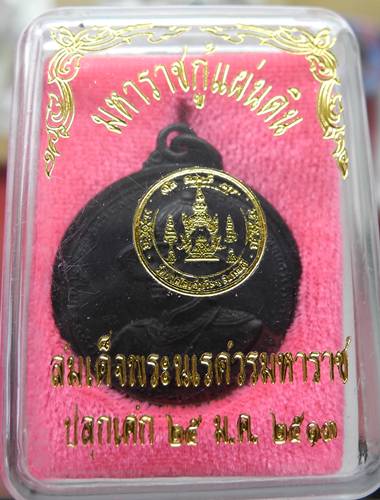 มหาราชกู้แผ่นดิน
สมเด็จพระนเรศวรมหาราช
ปลุกเศก ๒๕ ม.ค. ๒๕๑๓